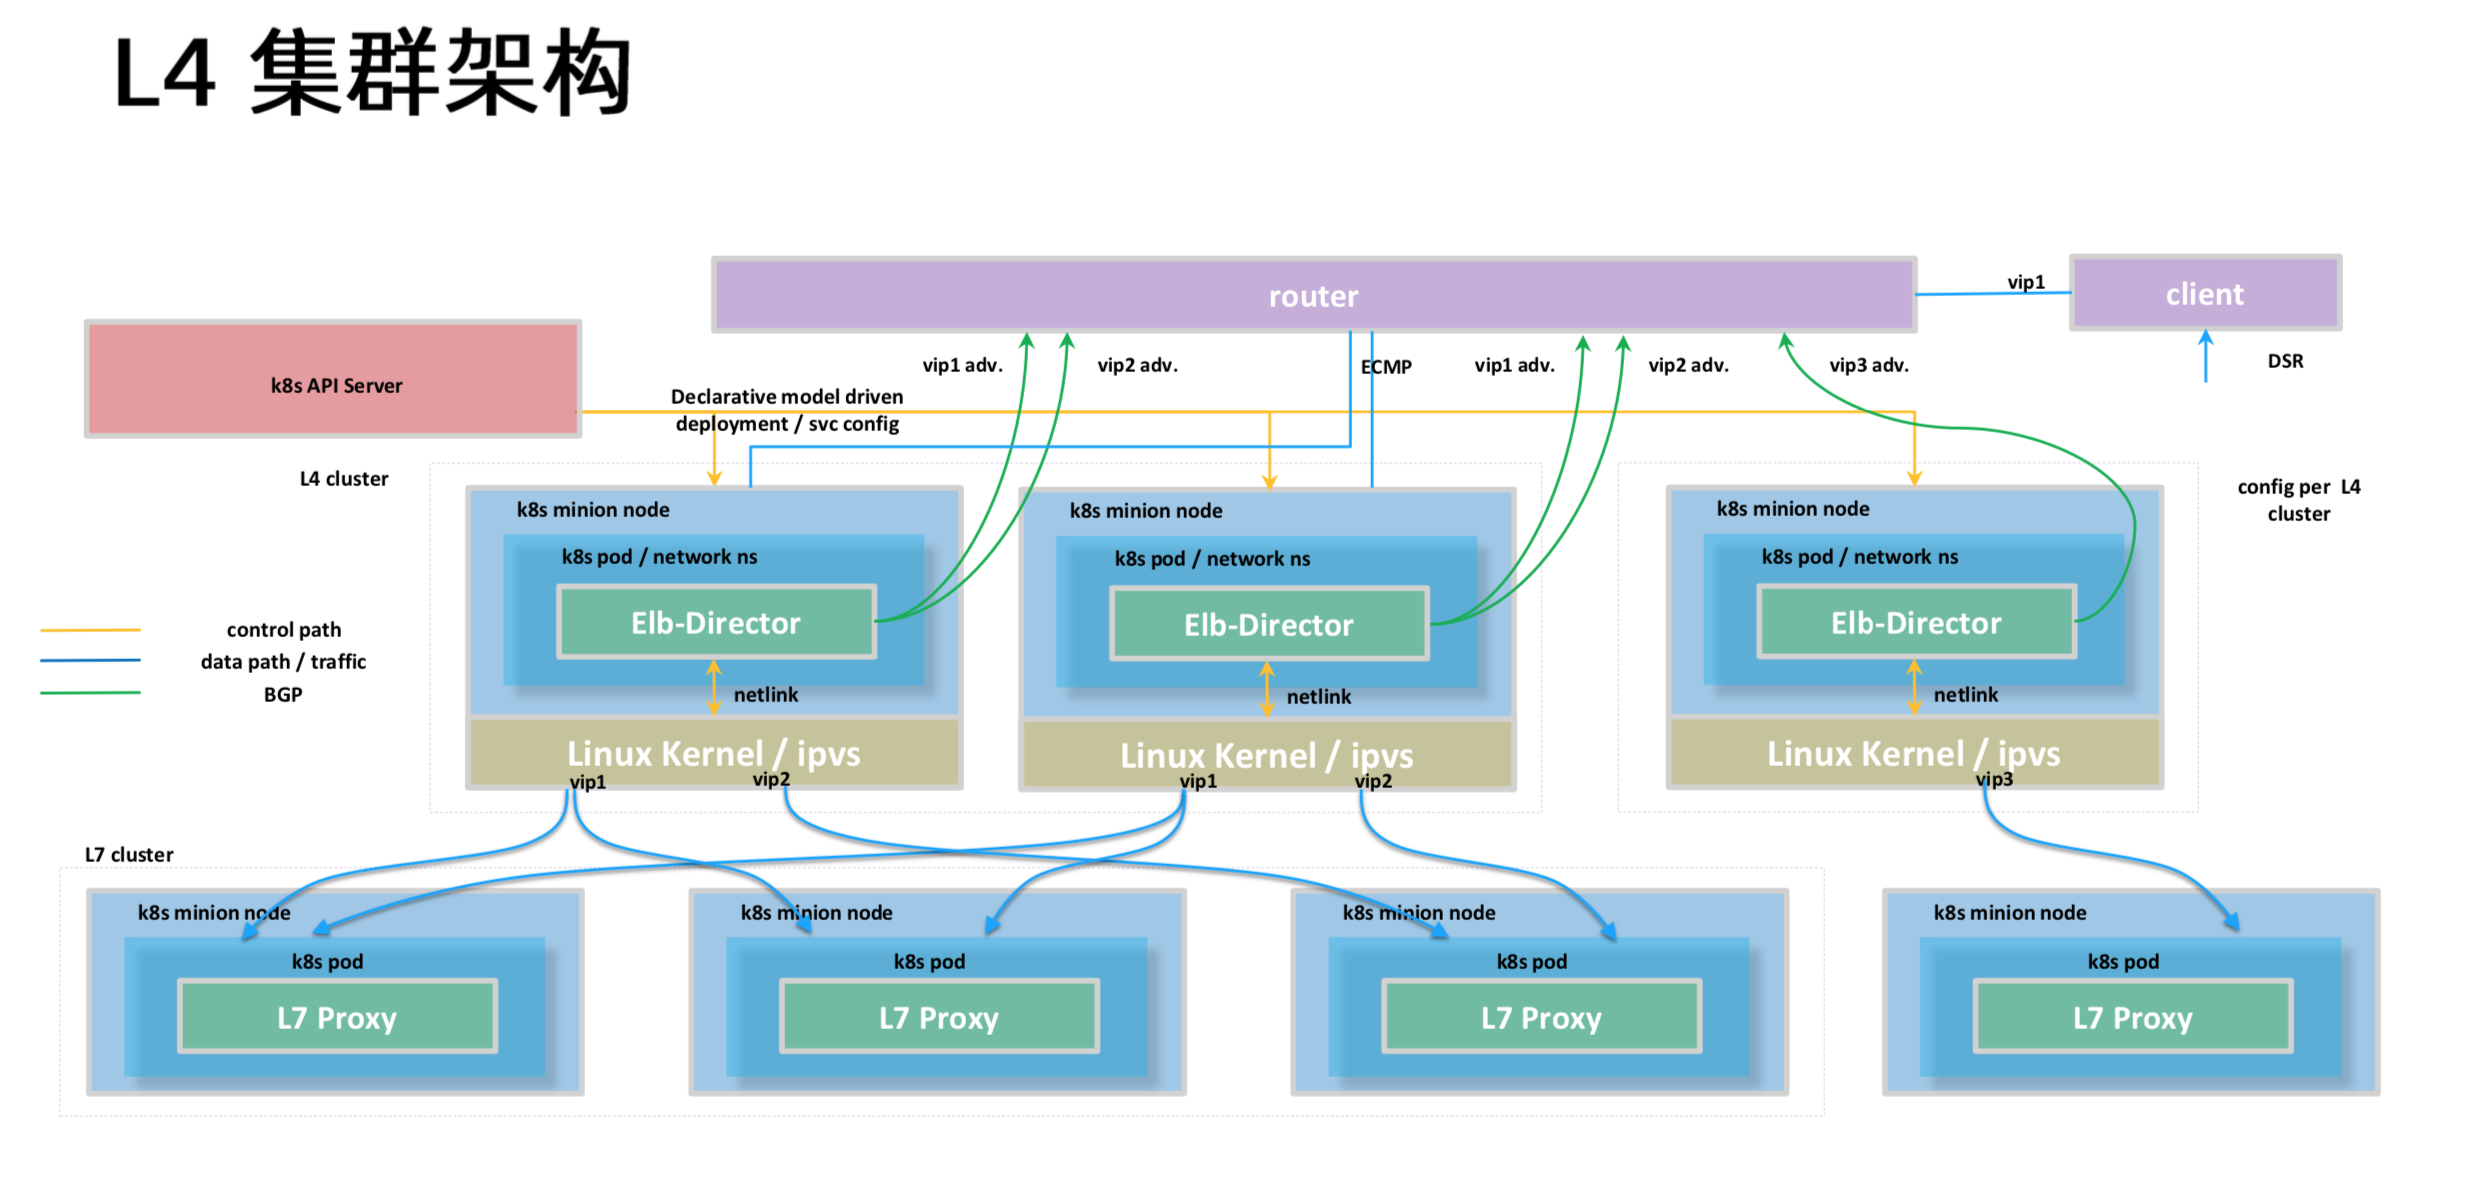 L4 集群架构
router
vip1
client
k8s API Server
vip1 adv.
vip2 adv.
ECMP
vip1 adv.
vip2 adv.
vip3 adv.
DSR
Declarative model driven
deployment / svc config
L4 cluster
config per L4
cluster
k8s minion node
k8s pod / network ns
Elb-Director
netlink
Linux Kernel / ipvs
vip1
vip2
k8s minion node
k8s pod / network ns
Elb-Director
netlink
Linux Kernel / ipvs
vip1
vip2
k8s minion node
k8s pod / network ns
Elb-Director
netlink
Linux Kernel / ipvs
vip3
control path
data path / traffic
BGP
L7 cluster
k8s minion node
k8s pod
L7 Proxy
k8s minion node
k8s pod
L7 Proxy
k8s minion node
k8s pod
L7 Proxy
k8s minion node
k8s pod
L7 Proxy